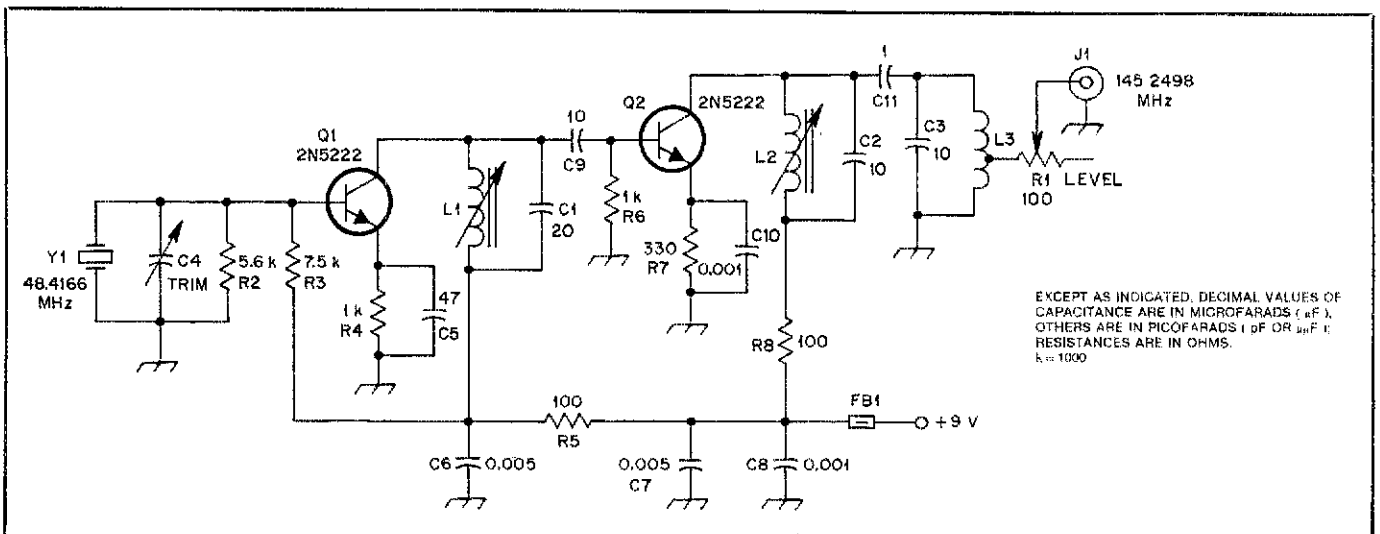 Q1
2N5222
Y1
48.4166
MHz
C4
TRIM
5.6 k
R2
7.5 k
R3
1 k
R4
47
C5
L1
C1
20
10
C9
Q2
2N5222
1 k
R6
330
R7
C10
0.001
L2
C2
10
1
C11
C3
10
L3
J1
145 2498
MHz
R1
100
LEVEL
R8
100
100
R5
C6
0.005
0.005
C7
C8
0.001
FB1
+9 V
EXCEPT AS INDICATED, DECIMAL VALUES OF
CAPACITANCE ARE IN MICROFARADS (µF),
OTHERS ARE IN PICOFARADS (pF OR µµF);
RESISTANCES ARE IN OHMS.
k = 1000